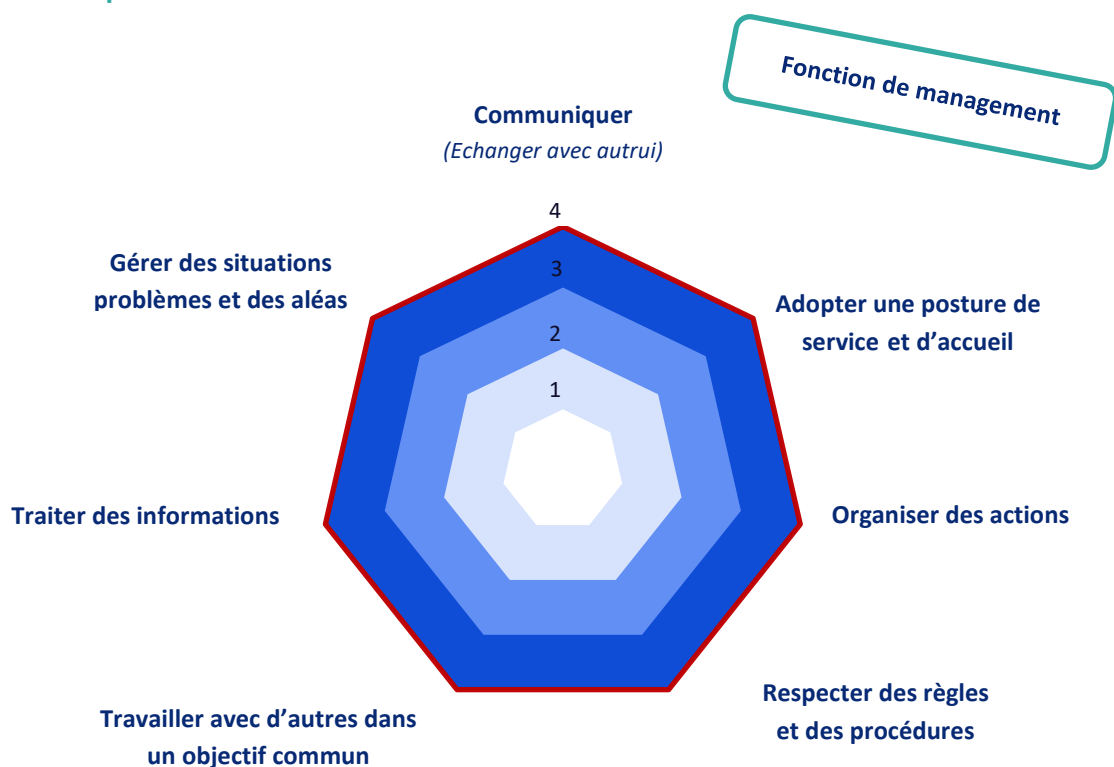 Fonction de management
Communiquer
(Echanger avec autrui)
4
3
2
1
Gérer des situations
problèmes et des aléas
Adopter une posture de
service et d’accueil
Traiter des informations
Organiser des actions
Travailler avec d’autres dans
un objectif commun
Respecter des règles
et des procédures